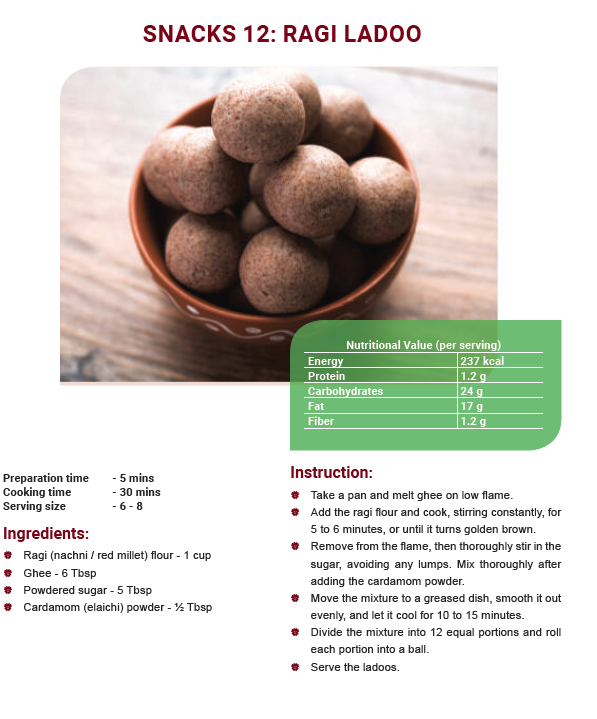 SNACKS 12: RAGI LADOO
Nutritional Value (per serving)
Energy 237 kcal
Protein 1.2 g
Carbohydrates 24 g
Fat 17 g
Fiber 1.2 g
Preparation time - 5 mins
Cooking time - 30 mins
Serving size - 6 - 8
Ingredients:
Ragi (nachni / red millet) flour - 1 cup
Ghee - 6 Tbsp
Powdered sugar - 5 Tbsp
Cardamom (elaichi) powder - ½ Tbsp
Instruction:
Take a pan and melt ghee on low flame.
Add the ragi flour and cook, stirring constantly, for
5 to 6 minutes, or until it turns golden brown.
Remove from the flame, then thoroughly stir in the
sugar, avoiding any lumps. Mix thoroughly after
adding the cardamom powder.
Move the mixture to a greased dish, smooth it out
evenly, and let it cool for 10 to 15 minutes.
Divide the mixture into 12 equal portions and roll
each portion into a ball.
Serve the ladoos.